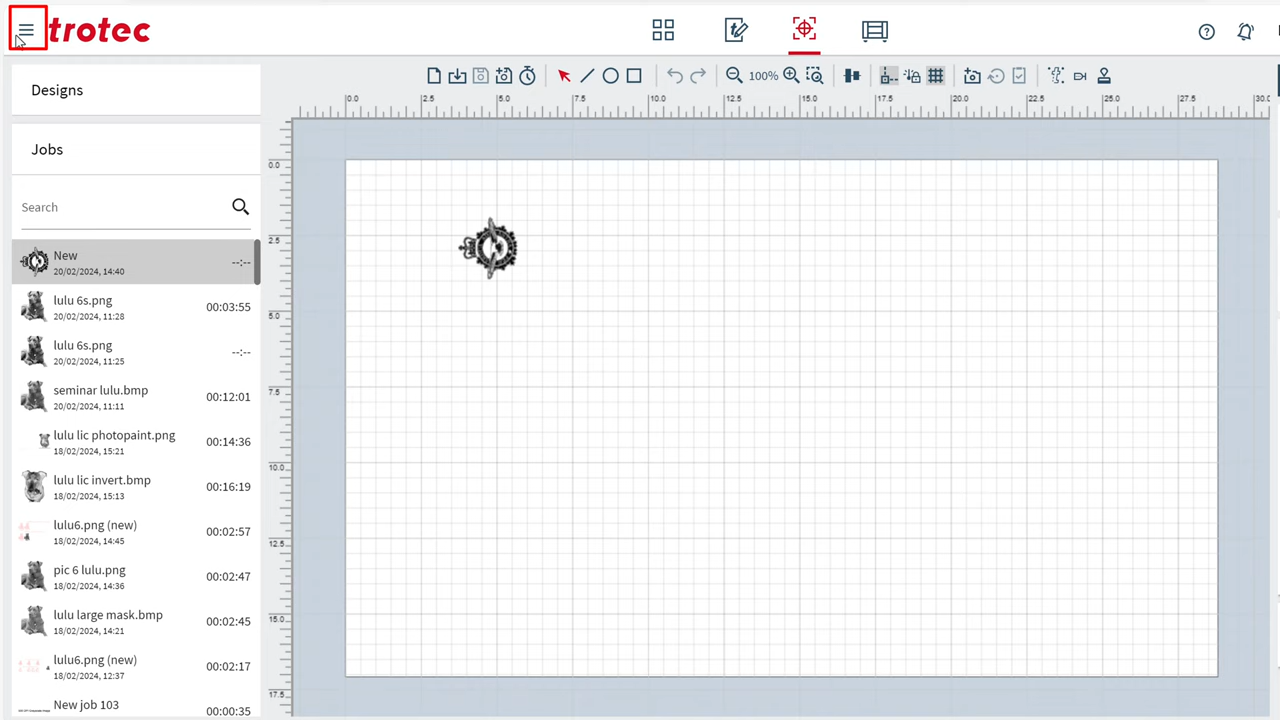 trotec
100%
Designs
Jobs
Search
New
20/02/2024, 14:40
--:--
lulu 6s.png
20/02/2024, 11:28
00:03:55
lulu 6s.png
20/02/2024, 11:25
--:--
seminar lulu.bmp
20/02/2024, 11:11
00:12:01
lulu lic photopaint.png
18/02/2024, 15:21
00:14:36
lulu lic invert.bmp
18/02/2024, 15:13
00:16:19
lulu6.png (new)
18/02/2024, 14:45
00:02:57
pic 6 lulu.png
18/02/2024, 14:36
00:02:47
lulu large mask.bmp
18/02/2024, 14:21
00:02:45
lulu6.png (new)
18/02/2024, 12:37
00:02:17
New job 103
00:00:35
0.0 2.5 5.0 7.5 10.0 12.5 15.0 17.5 20.0 22.5 25.0 27.5 30.0
0.0
2.5
5.0
7.5
10.0
12.5
15.0
17.5